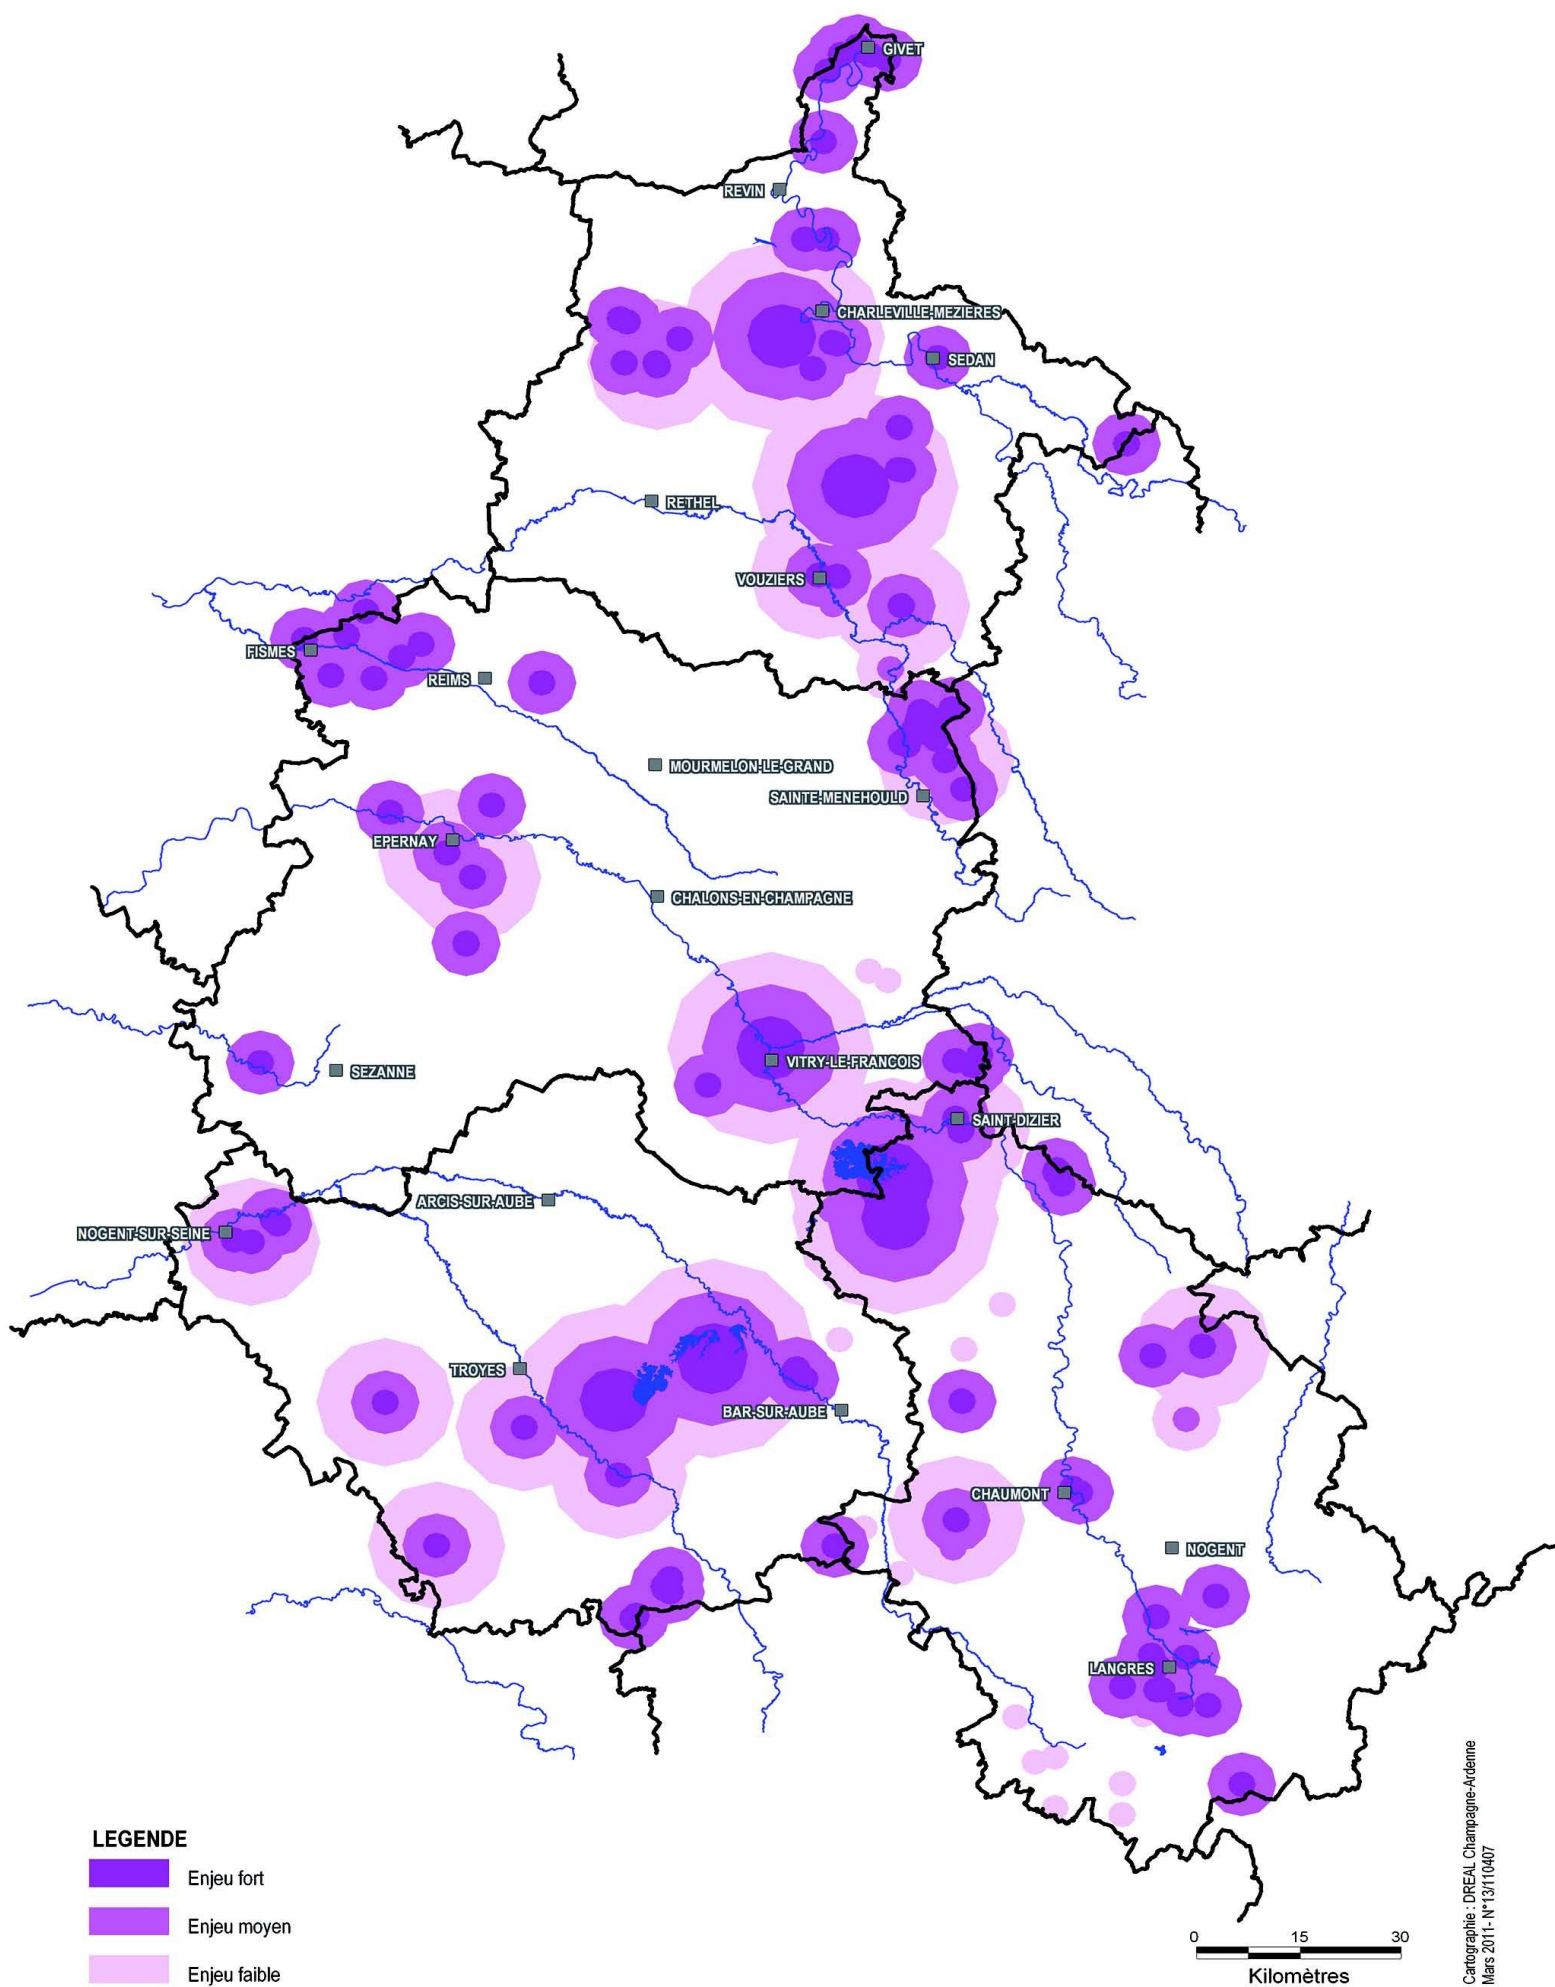 GIVET
REVIN
CHARLEVILLE-MEZIERES
SEDAN
RETHEL
VOUZIERS
FISMES
REIMS
MOURMELON-LE-GRAND
SAINTE-MENEHOULD
EPERNAY
CHALONS-EN-CHAMPAGNE
VITRY-LE-FRANCOIS
SEZANNE
SAINT-DIZIER
ARCIS-SUR-AUBE
NOGENT-SUR-SEINE
TROYES
BAR-SUR-AUBE
CHAUMONT
NOGENT
LANGRES
LEGENDE
Enjeu fort
Enjeu moyen
Enjeu faible
0 15 30
Kilomètres
Cartographie : DREAL Champagne-Ardenne
Mars 2011- N°13/110407